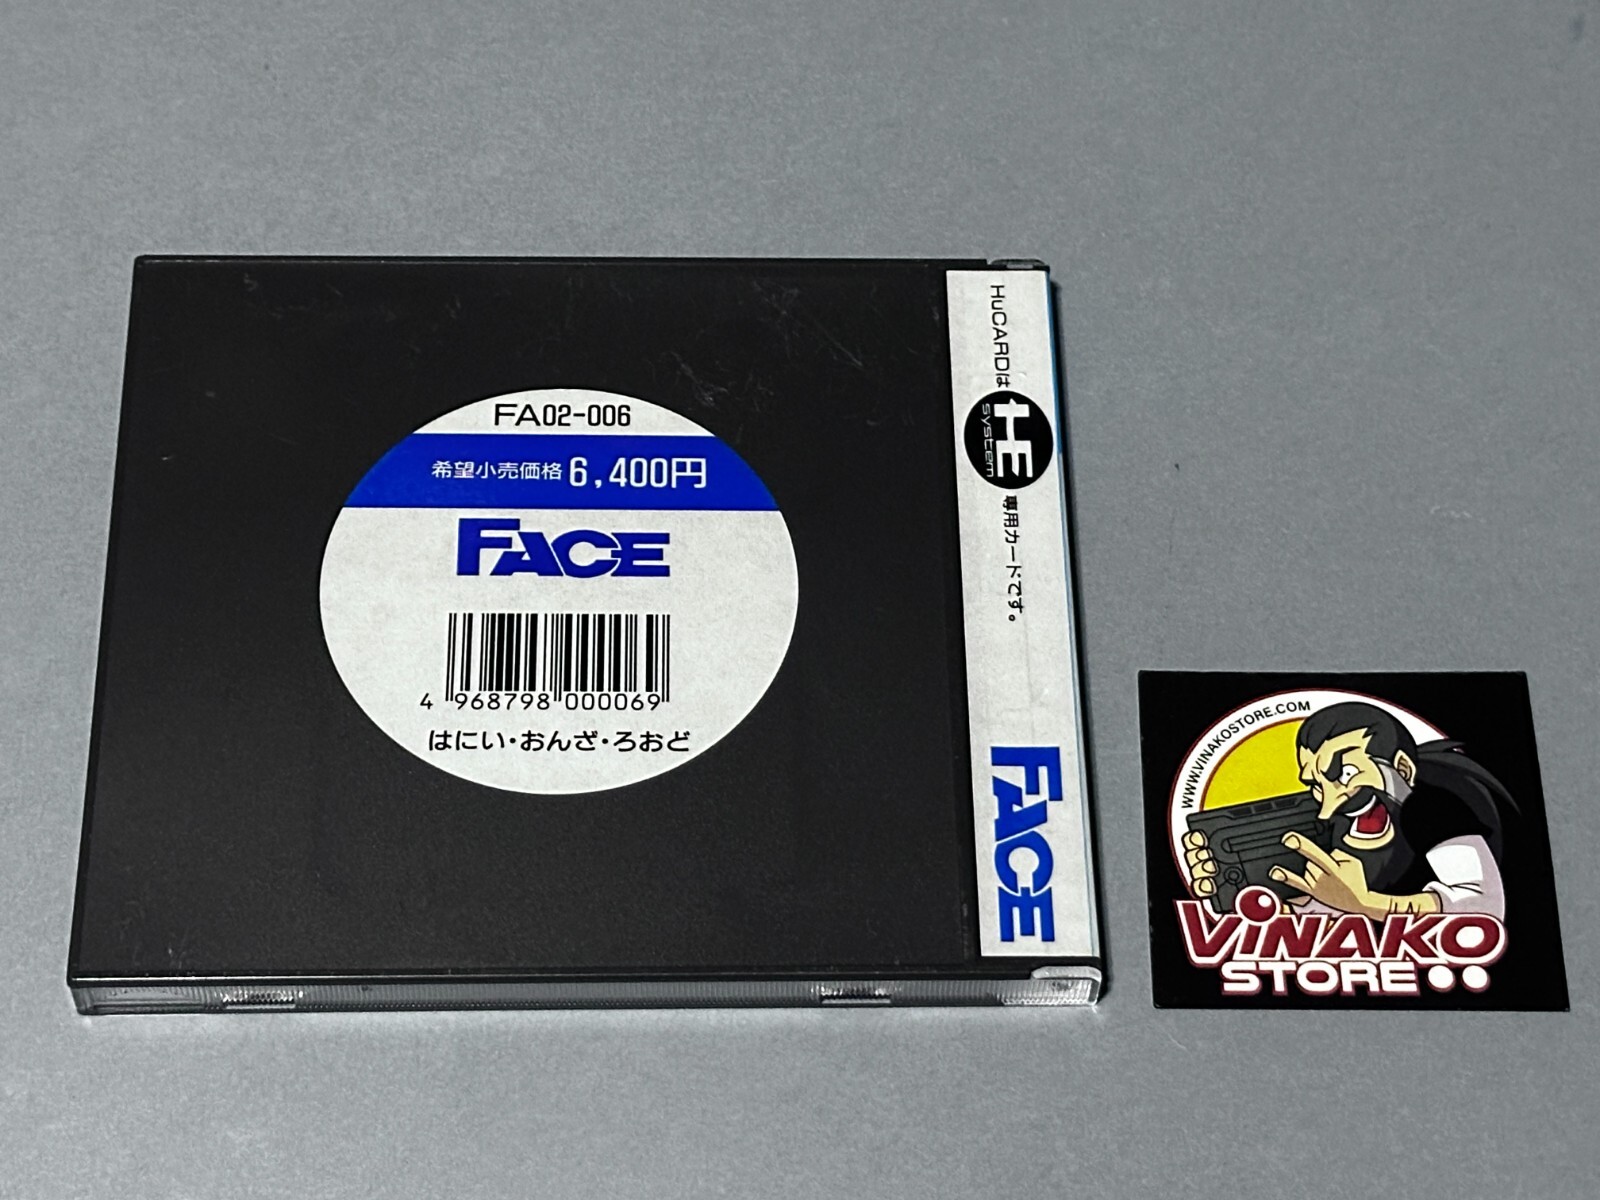 FA02-006
希望小売価格 6,400円
FACE
4 968798 000069
はにい・おんざ・ろおど
HuCARDは
HE
system
専用カードです。
FACE
WWW.VINAKOSTORE.COM
ViNAKO
STORE